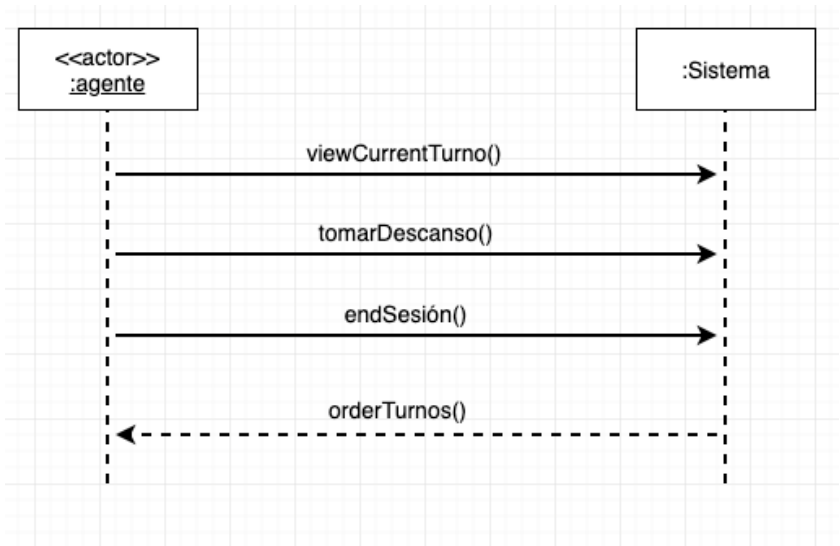 <<actor>>
:agente
:Sistema
viewCurrentTurno()
tomarDescanso()
endSesión()
orderTurnos()